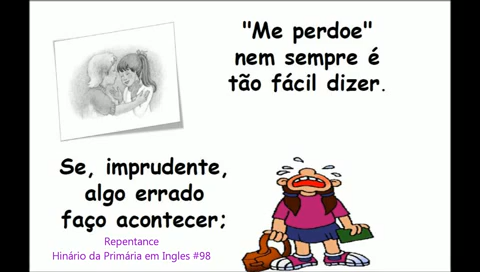 "Me perdoe"
nem sempre é
tão fácil dizer.
Se, imprudente,
algo errado
faço acontecer;
Repentance
Hinário da Primária em Ingles #98